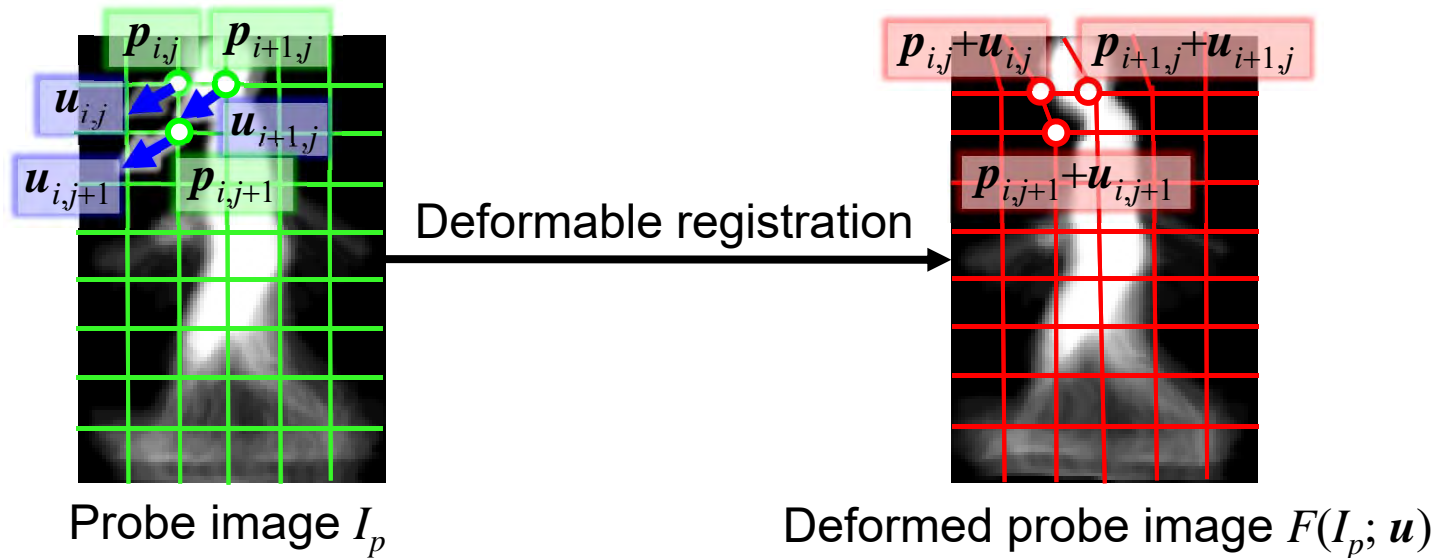 p_{i,j} p_{i+1,j}
u_{i,j}
u_{i+1,j}
u_{i,j+1}
p_{i,j+1}
Probe image I_p
Deformable registration
p_{i,j}+u_{i,j} p_{i+1,j}+u_{i+1,j}
p_{i,j+1}+u_{i,j+1}
Deformed probe image F(I_p; u)